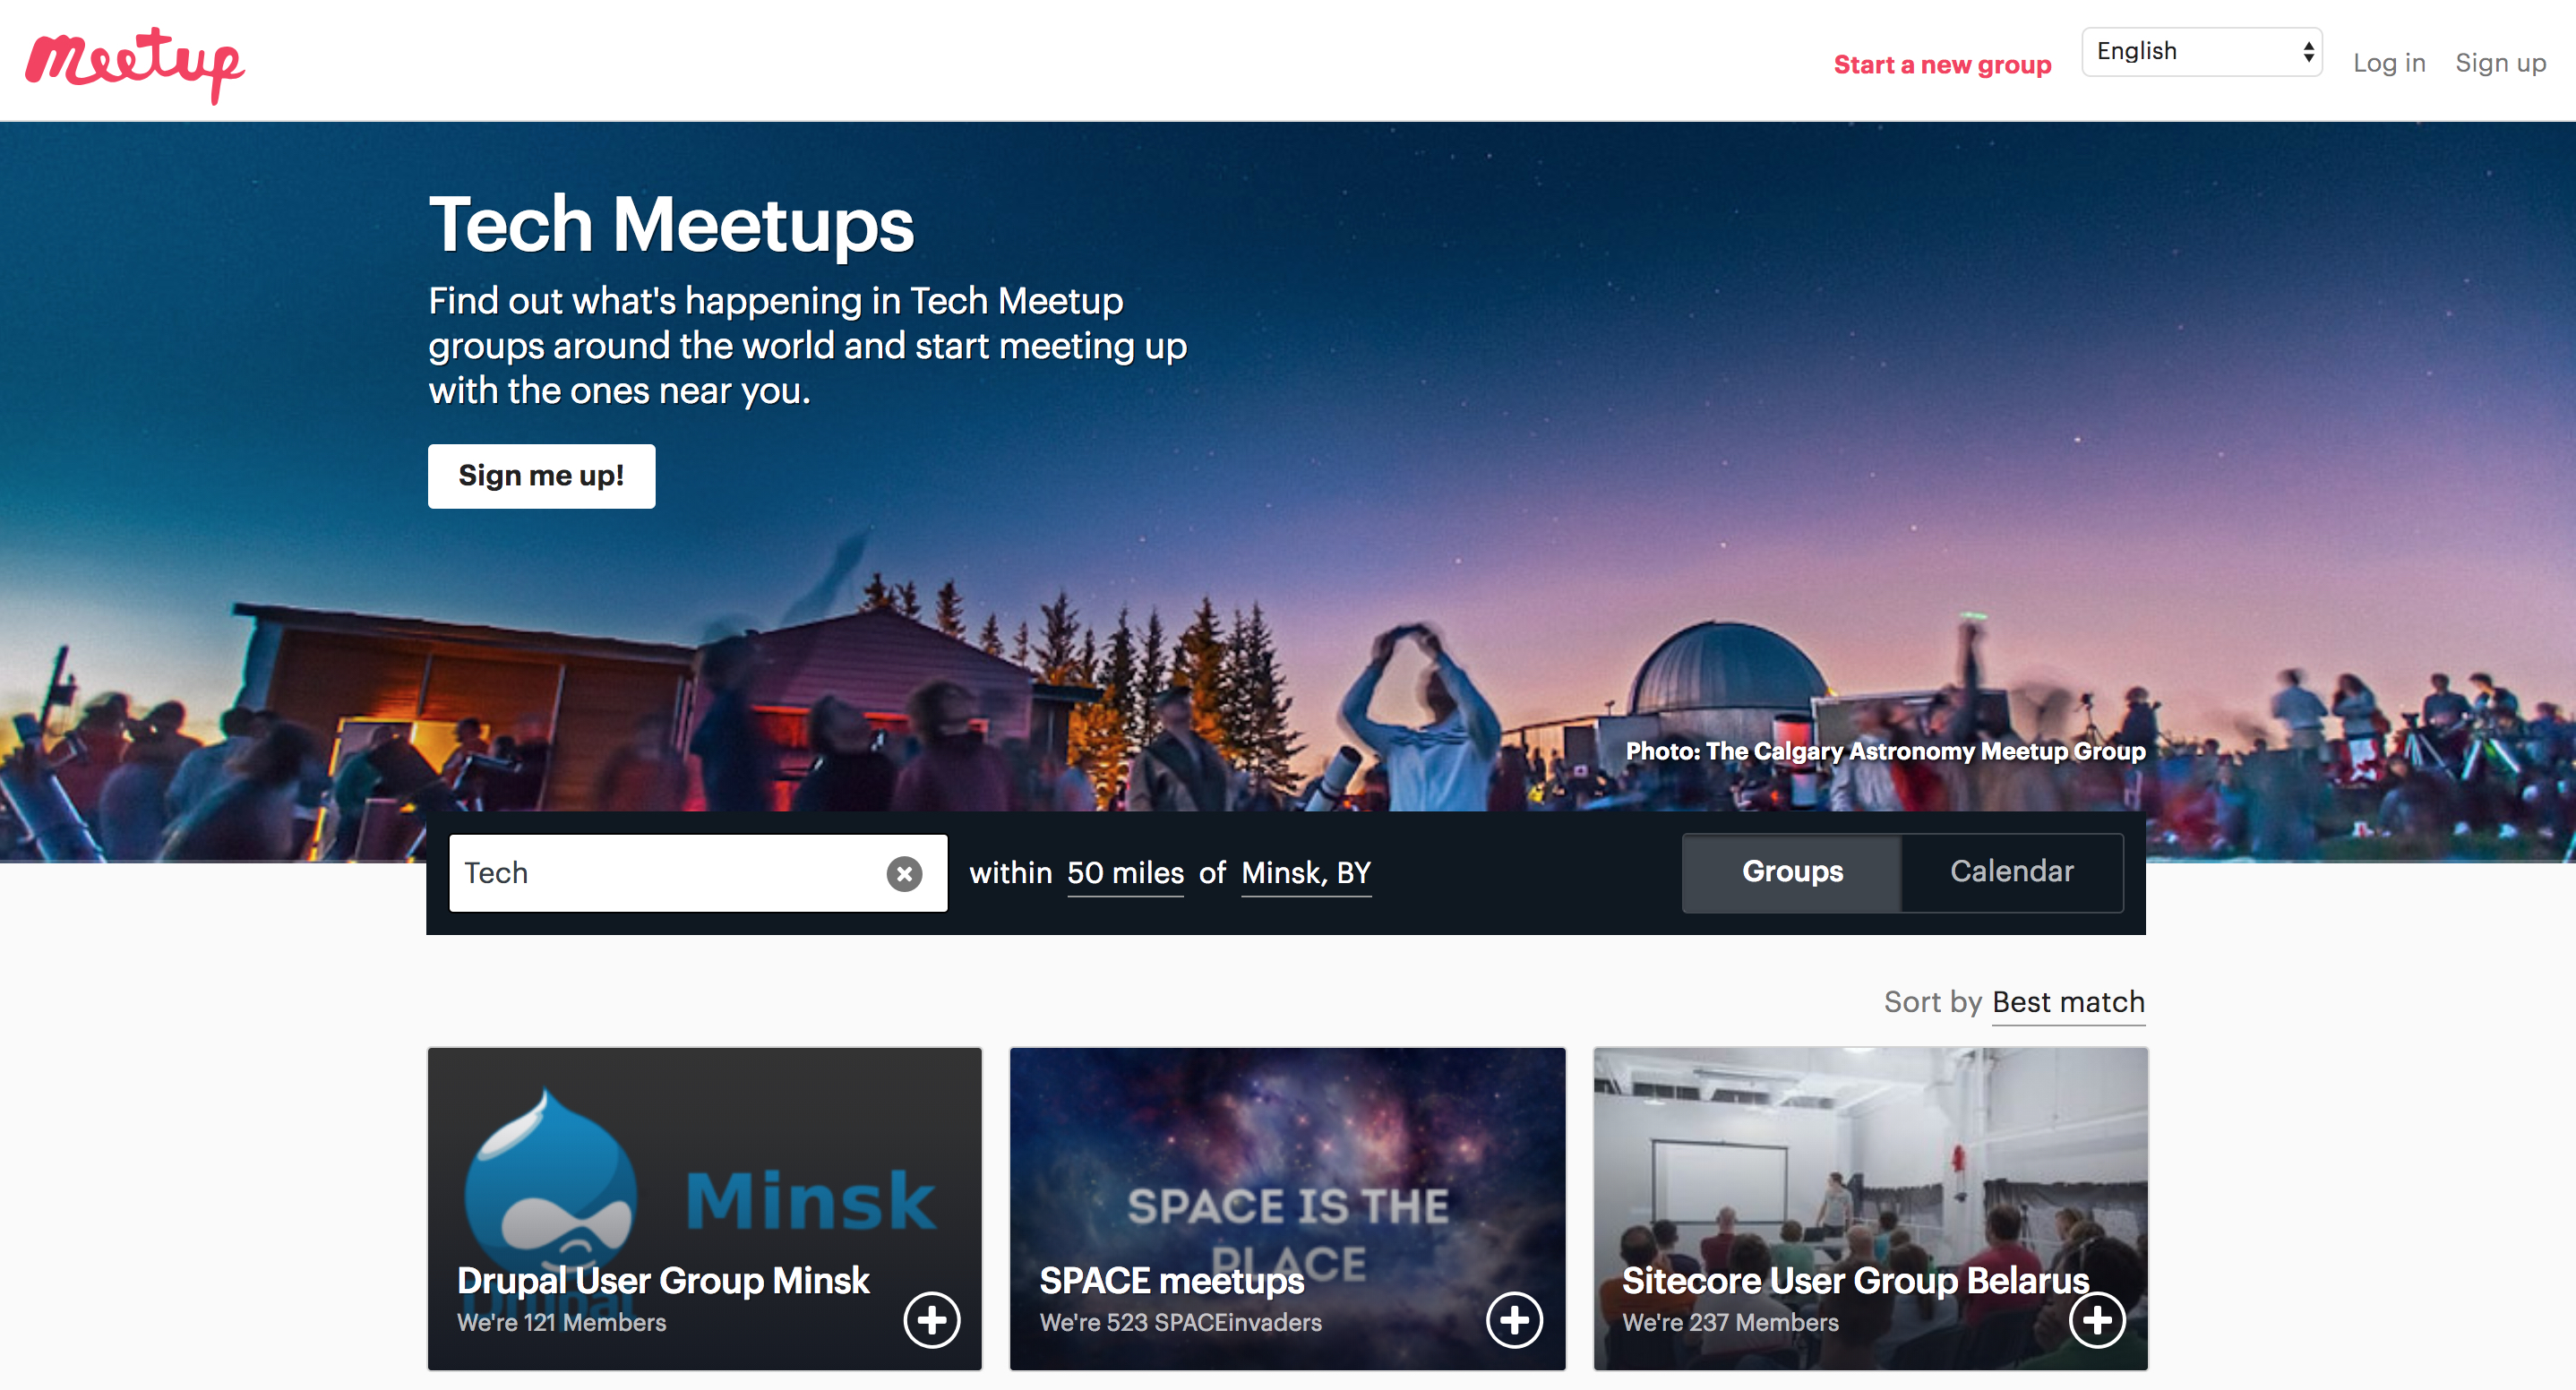 Meetup
Start a new group
English
Log in
Sign up
Tech Meetups
Find out what's happening in Tech Meetup
groups around the world and start meeting up
with the ones near you.
Sign me up!
Photo: The Calgary Astronomy Meetup Group
Tech
within 50 miles of Minsk, BY
Groups
Calendar
Sort by Best match
Minsk
Drupal
Drupal User Group Minsk
We're 121 Members
SPACE IS THE
PLACE
SPACE meetups
We're 523 SPACEinvaders
Sitecore User Group Belarus
We're 237 Members